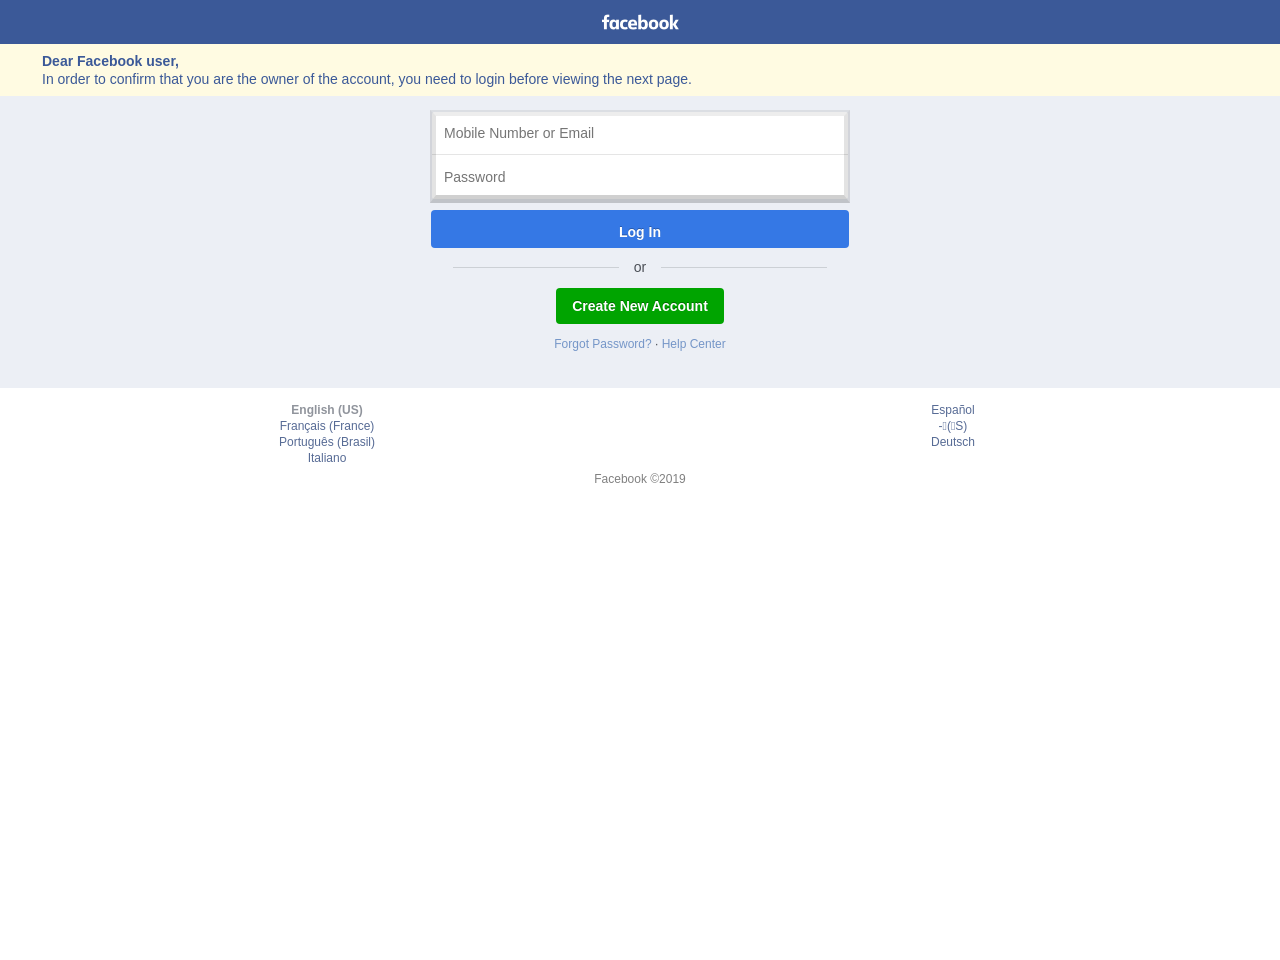 facebook
Dear Facebook user,
In order to confirm that you are the owner of the account, you need to login before viewing the next page.
Mobile Number or Email
Password
Log In
or
Create New Account
Forgot Password? · Help Center
English (US)
Français (France)
Português (Brasil)
Italiano
Español
-▯(▯S)
Deutsch
Facebook ©2019